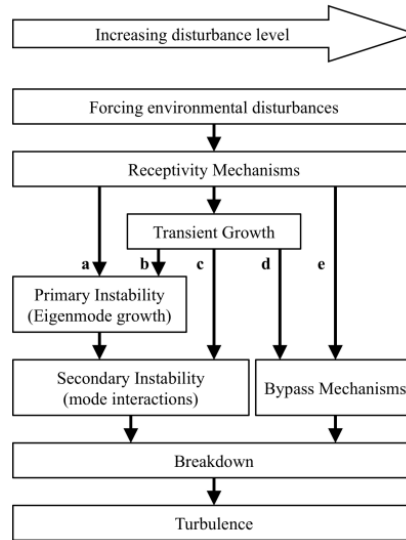 Increasing disturbance level
Forcing environmental disturbances
Receptivity Mechanisms
Transient Growth
a b c d e
Primary Instability
(Eigenmode growth)
Secondary Instability
(mode interactions)
Bypass Mechanisms
Breakdown
Turbulence